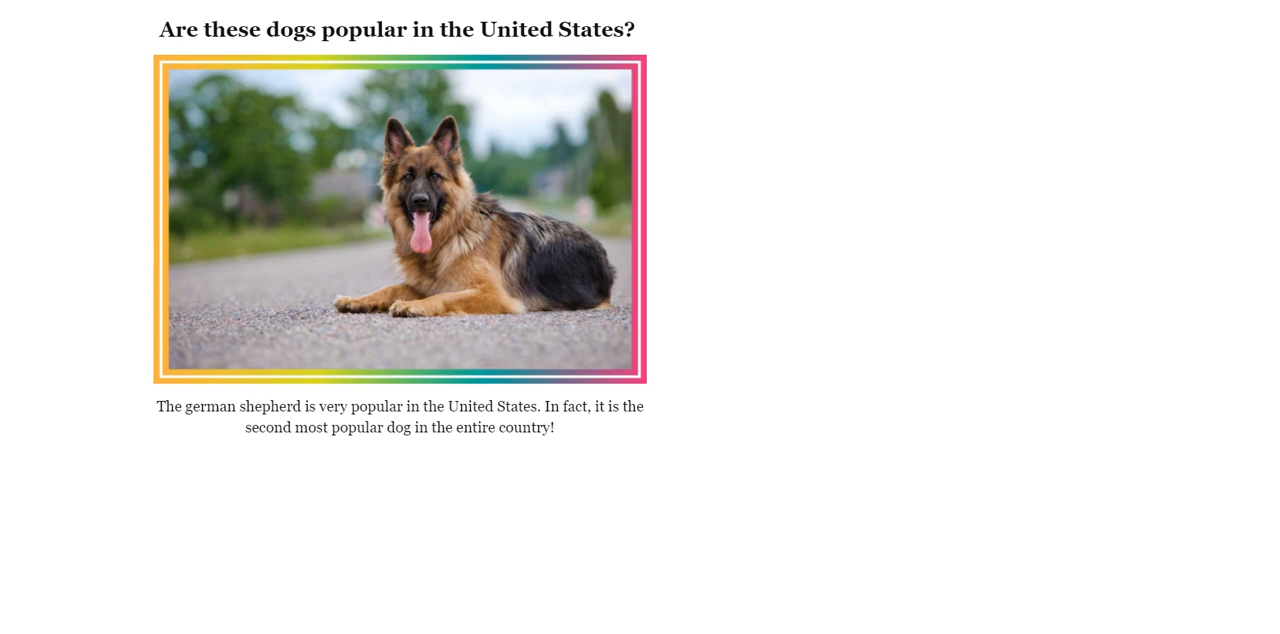 Are these dogs popular in the United States?
The german shepherd is very popular in the United States. In fact, it is the
second most popular dog in the entire country!